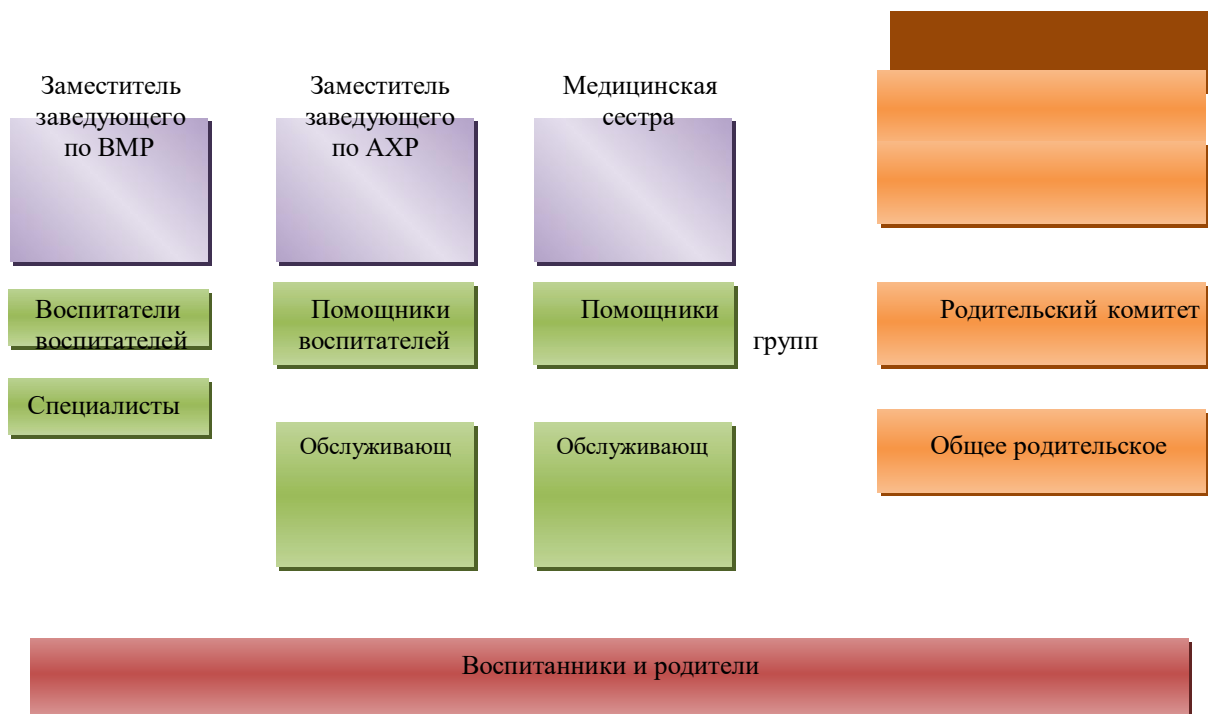 Заместитель
заведующего
по ВМР
Заместитель
заведующего
по АХР
Медицинская
сестра
Воспитатели
воспитателей
Помощники
воспитателей
Помощники
групп
Родительский комитет
Специалисты
Обслуживающ
Обслуживающ
Общее родительское
Воспитанники и родители